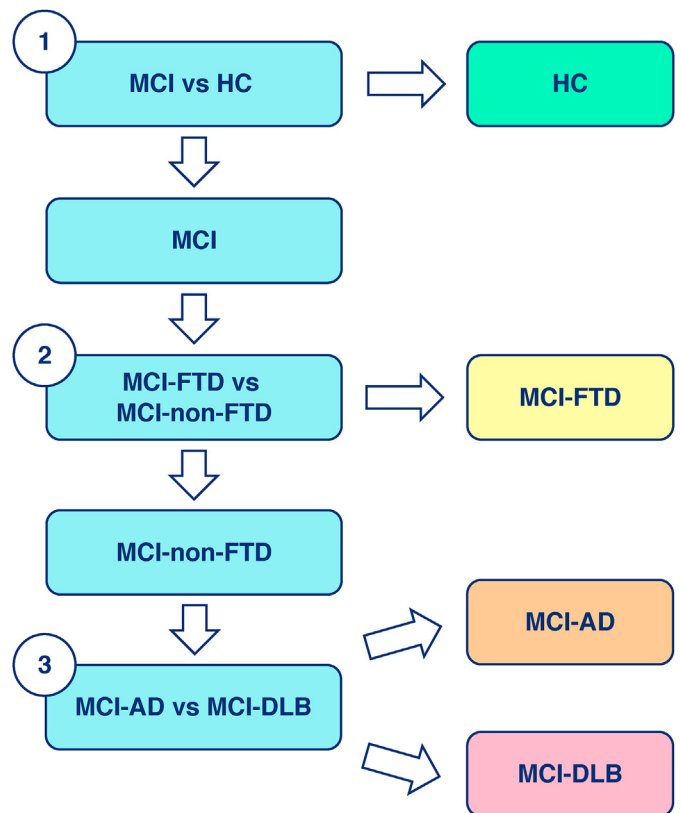 1
MCI vs HC
HC
MCI
2
MCI-FTD vs
MCI-non-FTD
MCI-FTD
MCI-non-FTD
MCI-AD
3
MCI-AD vs MCI-DLB
MCI-DLB